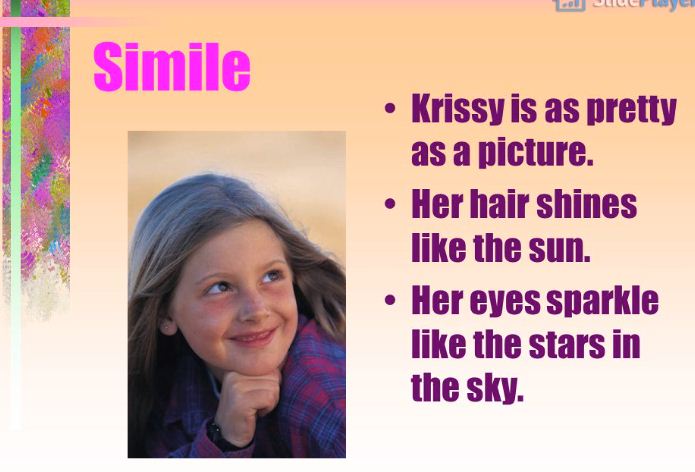 SlidePlayer
Simile
• Krissy is as pretty
as a picture.
• Her hair shines
like the sun.
• Her eyes sparkle
like the stars in
the sky.